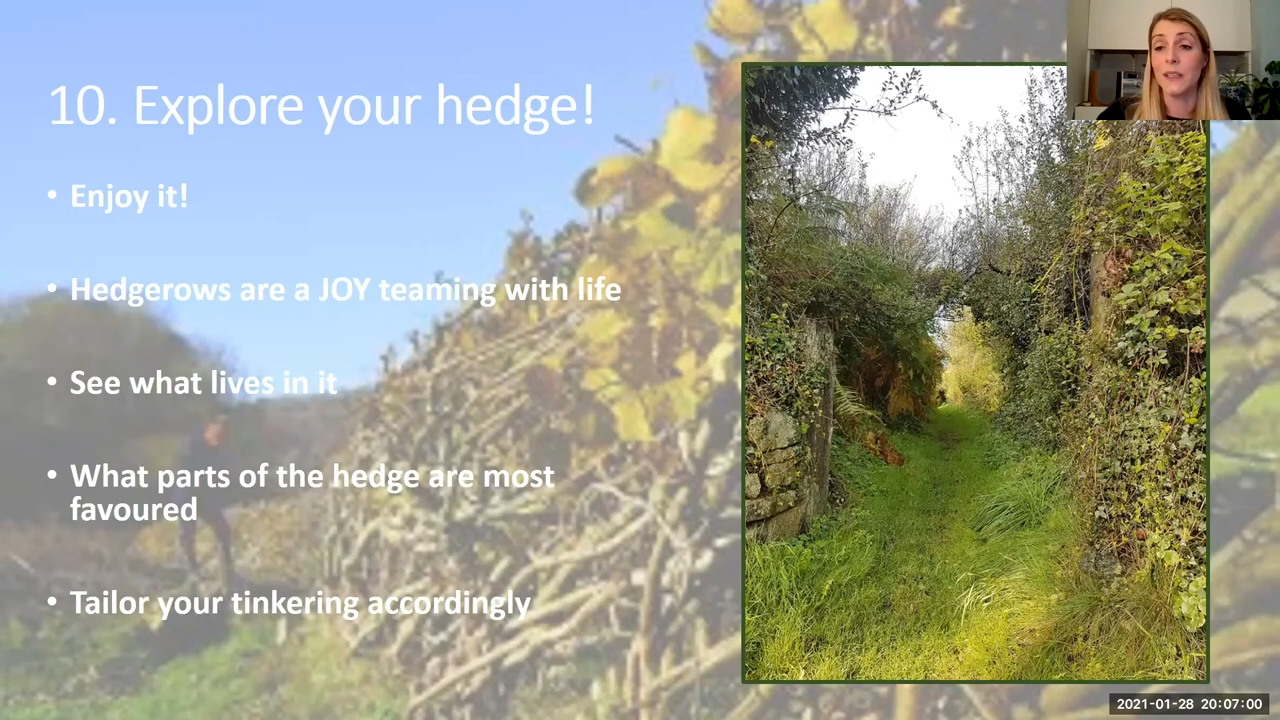 10. Explore your hedge!
• Enjoy it!
• Hedgerows are a JOY teaming with life
• See what lives in it
• What parts of the hedge are most
favoured
• Tailor your tinkering accordingly
2021-01-28 20:07:00